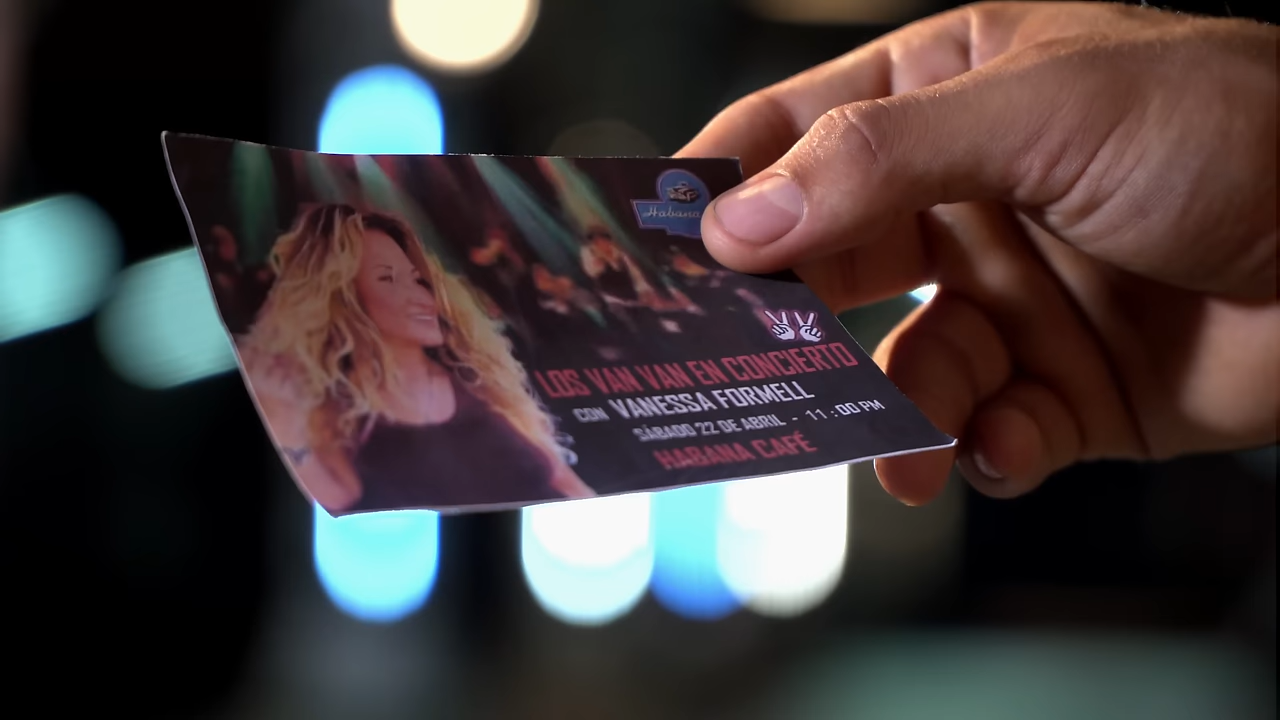 Habana
LOS VAN VAN EN CONCIERTO
CON VANESSA FORMELL
SÁBADO 22 DE ABRIL - 11:00 PM
HABANA CAFÉ